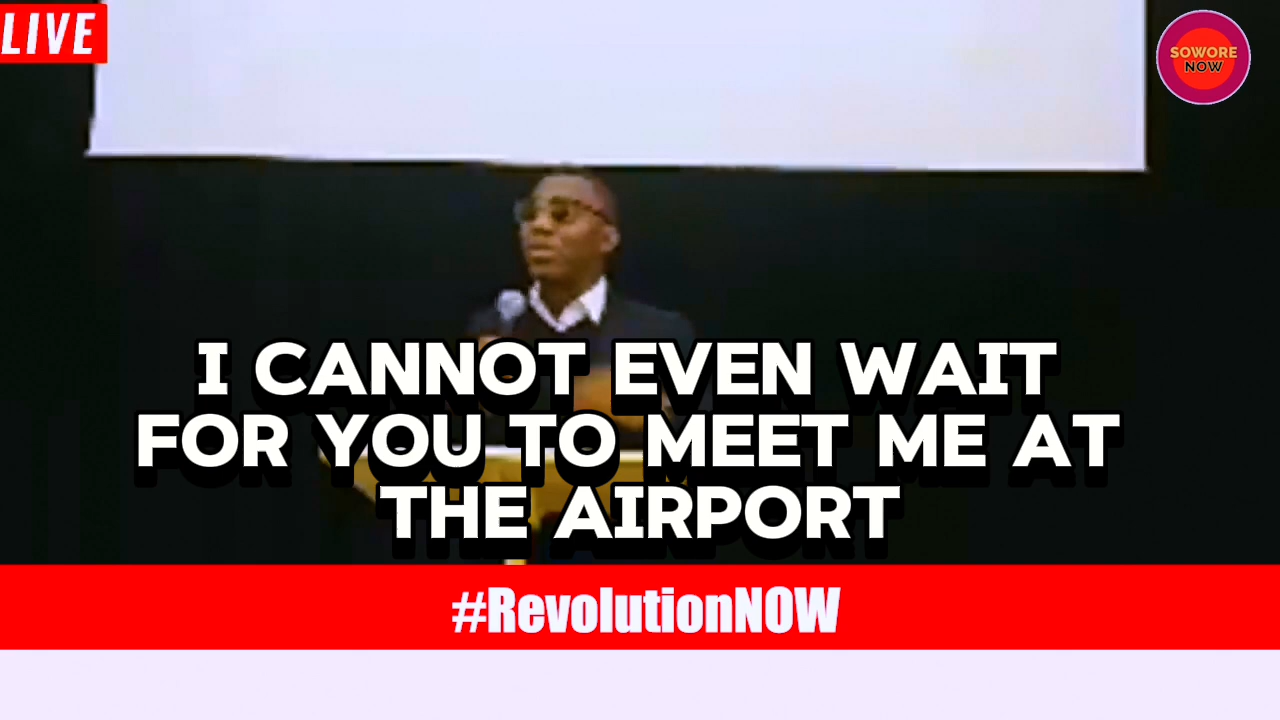 LIVE
SOWORE
NOW
I CANNOT EVEN WAIT
FOR YOU TO MEET ME AT
THE AIRPORT
#RevolutionNOW